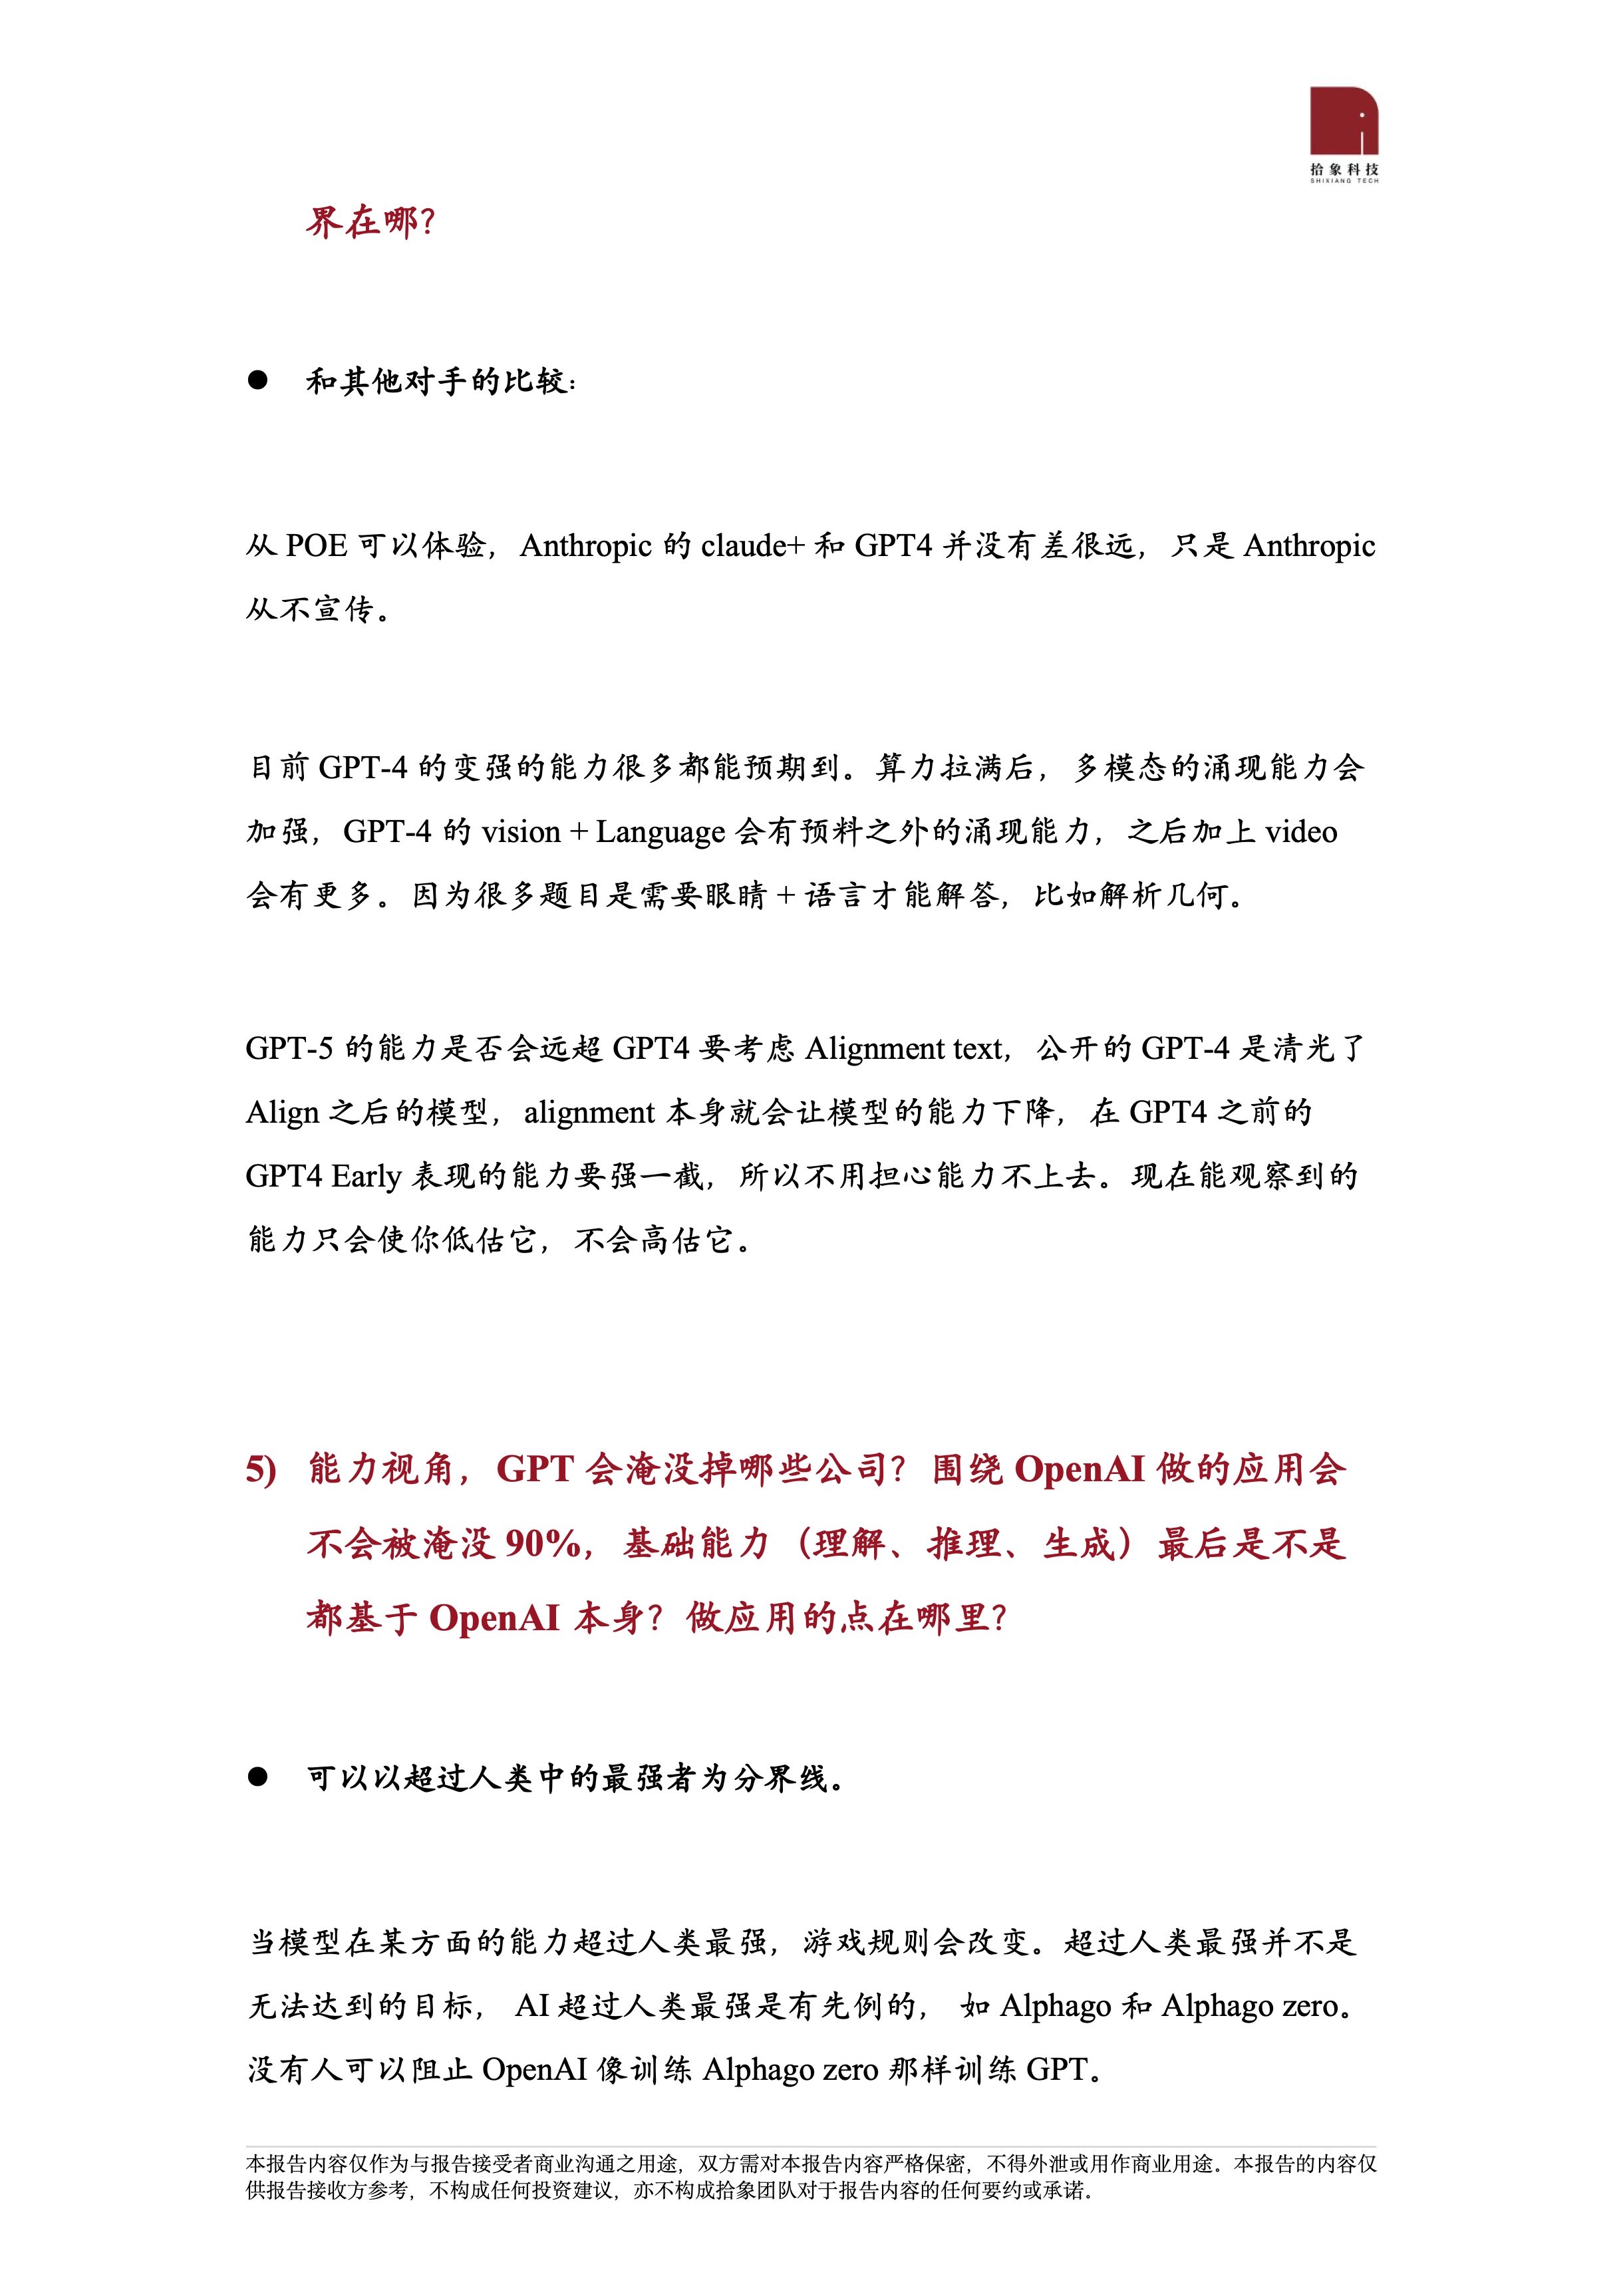 拾象科技
SHIXIANG TECH
界在哪？
● 和其他对手的比较：
从 POE 可以体验，Anthropic 的 claude+ 和 GPT4 并没有差很远，只是 Anthropic
从不宣传。
目前 GPT-4 的变强的能力很多都能预期到。算力拉满后，多模态的涌现能力会
加强，GPT-4 的 vision + Language 会有预料之外的涌现能力，之后加上 video
会有更多。因为很多题目是需要眼睛 + 语言才能解答，比如解析几何。
GPT-5 的能力是否会远超 GPT4 要考虑 Alignment text，公开的 GPT-4 是清光了
Align 之后的模型，alignment 本身就会让模型的能力下降，在 GPT4 之前的
GPT4 Early 表现的能力要强一截，所以不用担心能力不上去。现在能观察到的
能力只会使你低估它，不会高估它。
5) 能力视角，GPT 会淹没掉哪些公司？围绕 OpenAI 做的应用会
不会被淹没 90%，基础能力（理解、推理、生成）最后是不是
都基于 OpenAI 本身？做应用的点在哪里？
● 可以以超过人类中的最强者为分界线。
当模型在某方面的能力超过人类最强，游戏规则会改变。超过人类最强并不是
无法达到的目标， AI 超过人类最强是有先例的， 如 Alphago 和 Alphago zero。
没有人可以阻止 OpenAI 像训练 Alphago zero 那样训练 GPT。
本报告内容仅作为与报告接受者商业沟通之用途，双方需对本报告内容严格保密，不得外泄或用作商业用途。本报告的内容仅
供报告接收方参考，不构成任何投资建议，亦不构成拾象团队对于报告内容的任何要约或承诺。